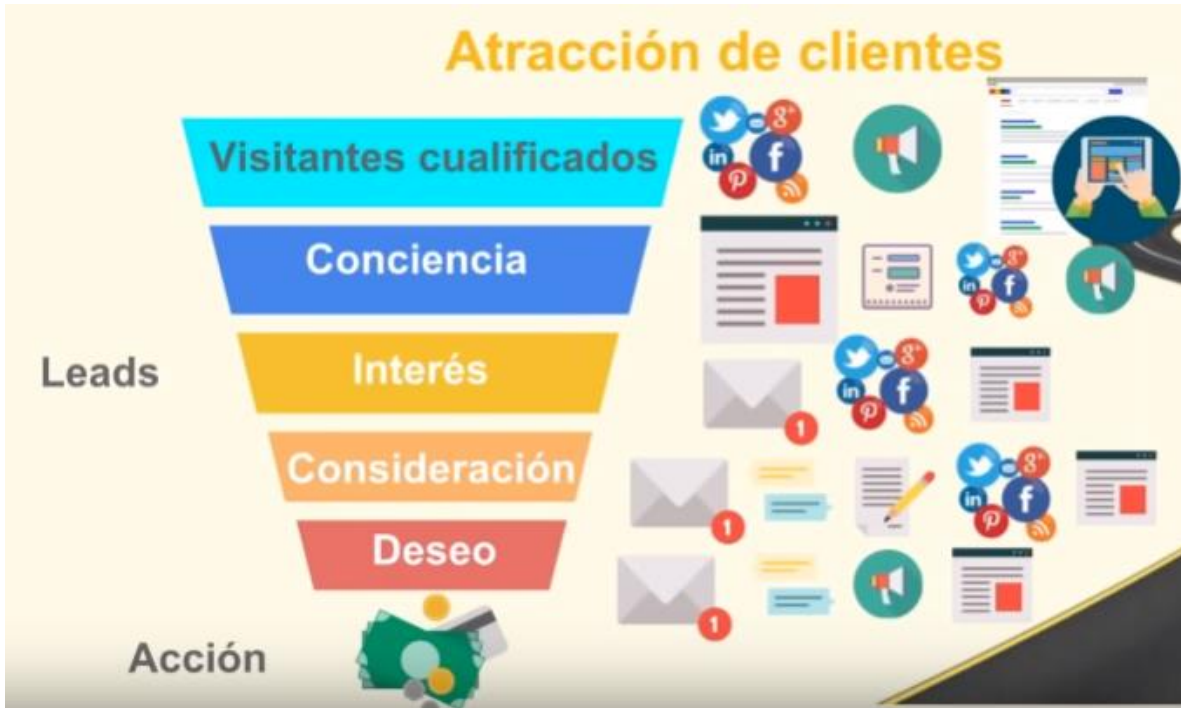 Atracción de clientes
Visitantes cualificados
Conciencia
Leads
Interés
Consideración
Deseo
Acción